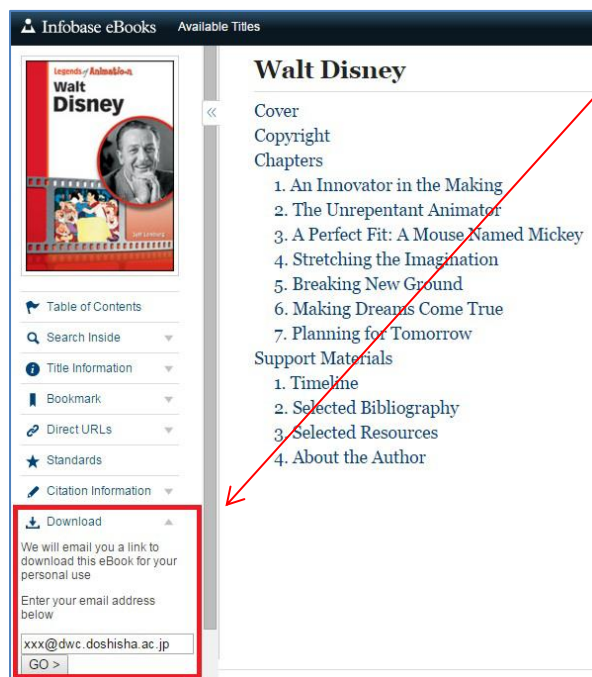 Infobase eBooks Available Titles
Legends of Animation
Walt
Disney
Jeff Lenburg
Table of Contents
Search Inside
Title Information
Bookmark
Direct URLs
Standards
Citation Information
Download
We will email you a link to
download this eBook for your
personal use
Enter your email address
below
xxx@dwc.doshisha.ac.jp
GO >
«
Walt Disney
Cover
Copyright
Chapters
1. An Innovator in the Making
2. The Unrepentant Animator
3. A Perfect Fit: A Mouse Named Mickey
4. Stretching the Imagination
5. Breaking New Ground
6. Making Dreams Come True
7. Planning for Tomorrow
Support Materials
1. Timeline
2. Selected Bibliography
3. Selected Resources
4. About the Author